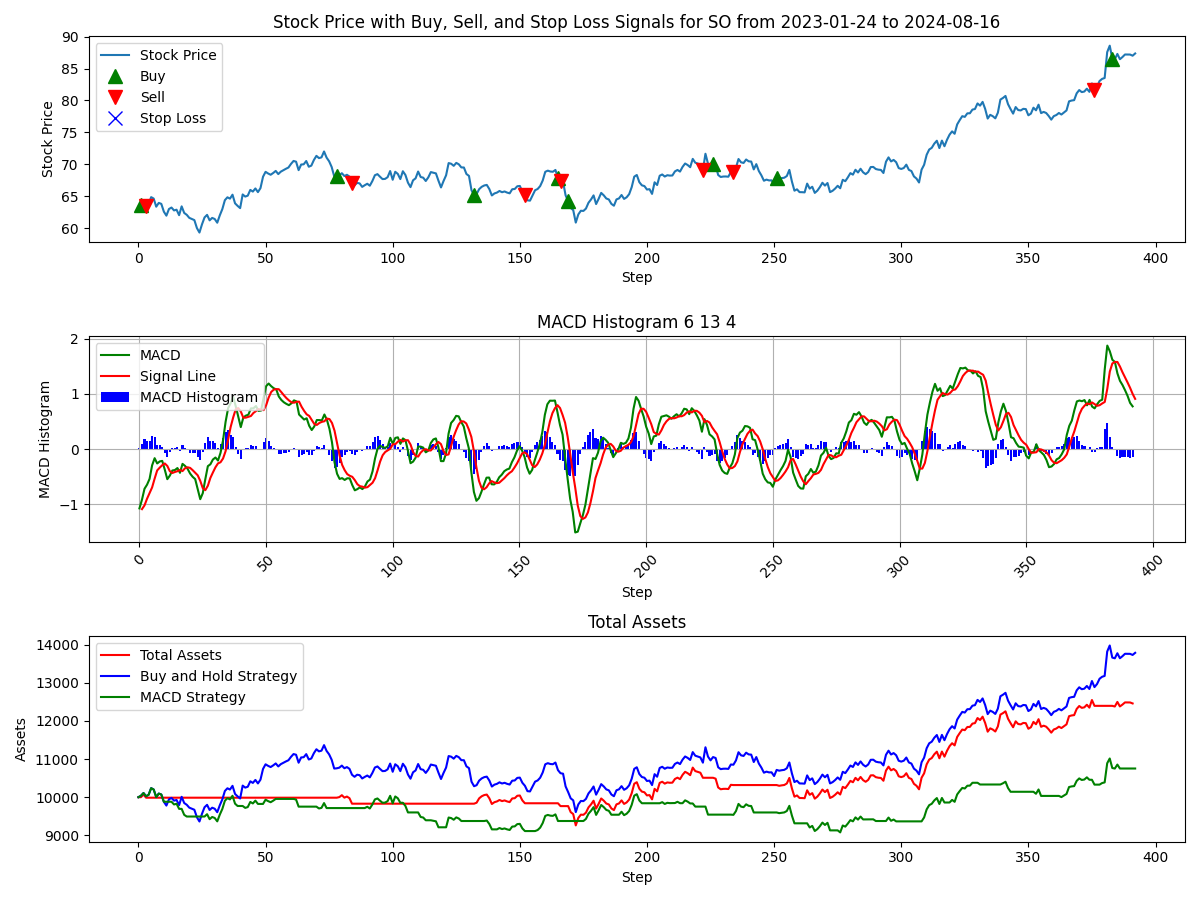 Stock Price with Buy, Sell, and Stop Loss Signals for SO from 2023-01-24 to 2024-08-16
Stock Price
90
85
80
75
70
65
60
Stock Price
Buy
Sell
Stop Loss
0 50 100 150 200 250 300 350 400
Step
MACD Histogram 6 13 4
MACD Histogram
2
1
0
−1
MACD
Signal Line
MACD Histogram
0 50 100 150 200 250 300 350 400
Step
Total Assets
Assets
14000
13000
12000
11000
10000
9000
Total Assets
Buy and Hold Strategy
MACD Strategy
0 50 100 150 200 250 300 350 400
Step